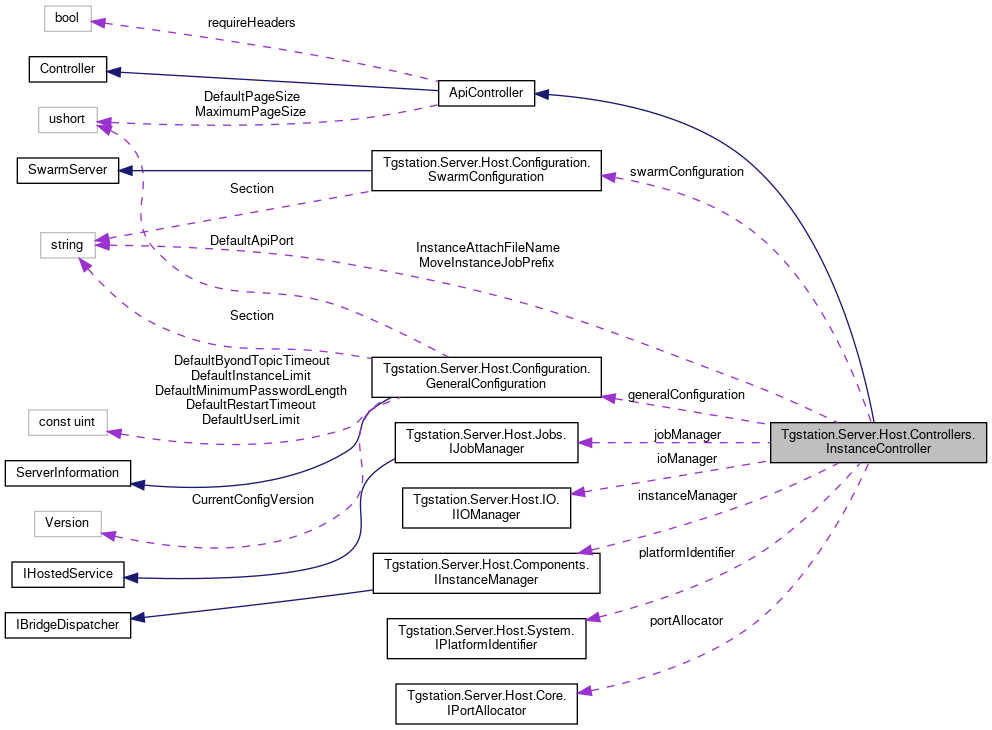 bool
requireHeaders
Controller
ApiController
DefaultPageSize
MaximumPageSize
ushort
SwarmServer
Tgstation.Server.Host.Configuration.
SwarmConfiguration
swarmConfiguration
Section
string
DefaultApiPort
InstanceAttachFileName
MoveInstanceJobPrefix
Section
DefaultByondTopicTimeout
DefaultInstanceLimit
DefaultMinimumPasswordLength
DefaultRestartTimeout
DefaultUserLimit
Tgstation.Server.Host.Configuration.
GeneralConfiguration
generalConfiguration
const uint
Tgstation.Server.Host.Jobs.
IJobManager
jobManager
Tgstation.Server.Host.Controllers.
InstanceController
ioManager
ServerInformation
CurrentConfigVersion
Tgstation.Server.Host.IO.
IIOManager
instanceManager
Version
platformIdentifier
IHostedService
Tgstation.Server.Host.Components.
IInstanceManager
IBridgeDispatcher
portAllocator
Tgstation.Server.Host.System.
IPlatformIdentifier
Tgstation.Server.Host.Core.
IPortAllocator